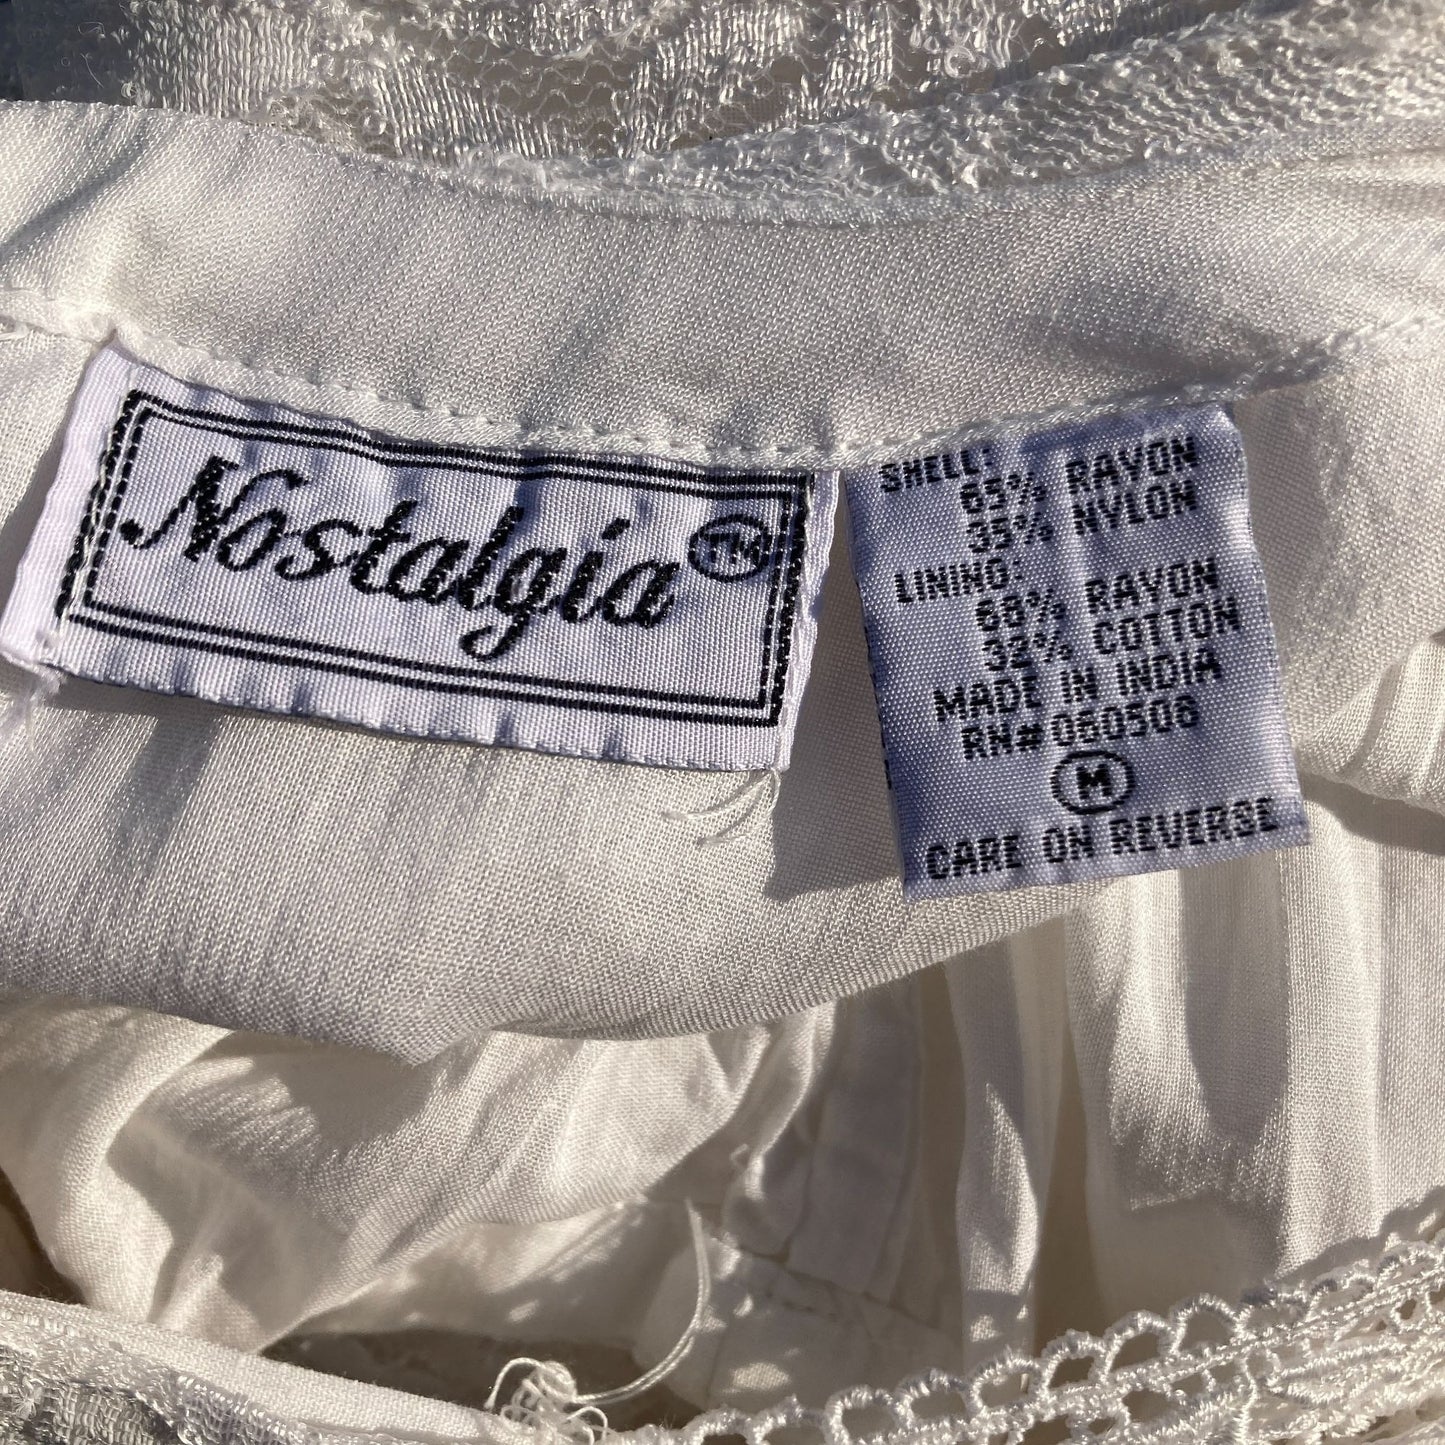 Nostalgia TM
SHELL:
65% RAYON
35% NYLON
LINING:
68% RAYON
32% COTTON
MADE IN INDIA
RN# 060508
M
CARE ON REVERSE